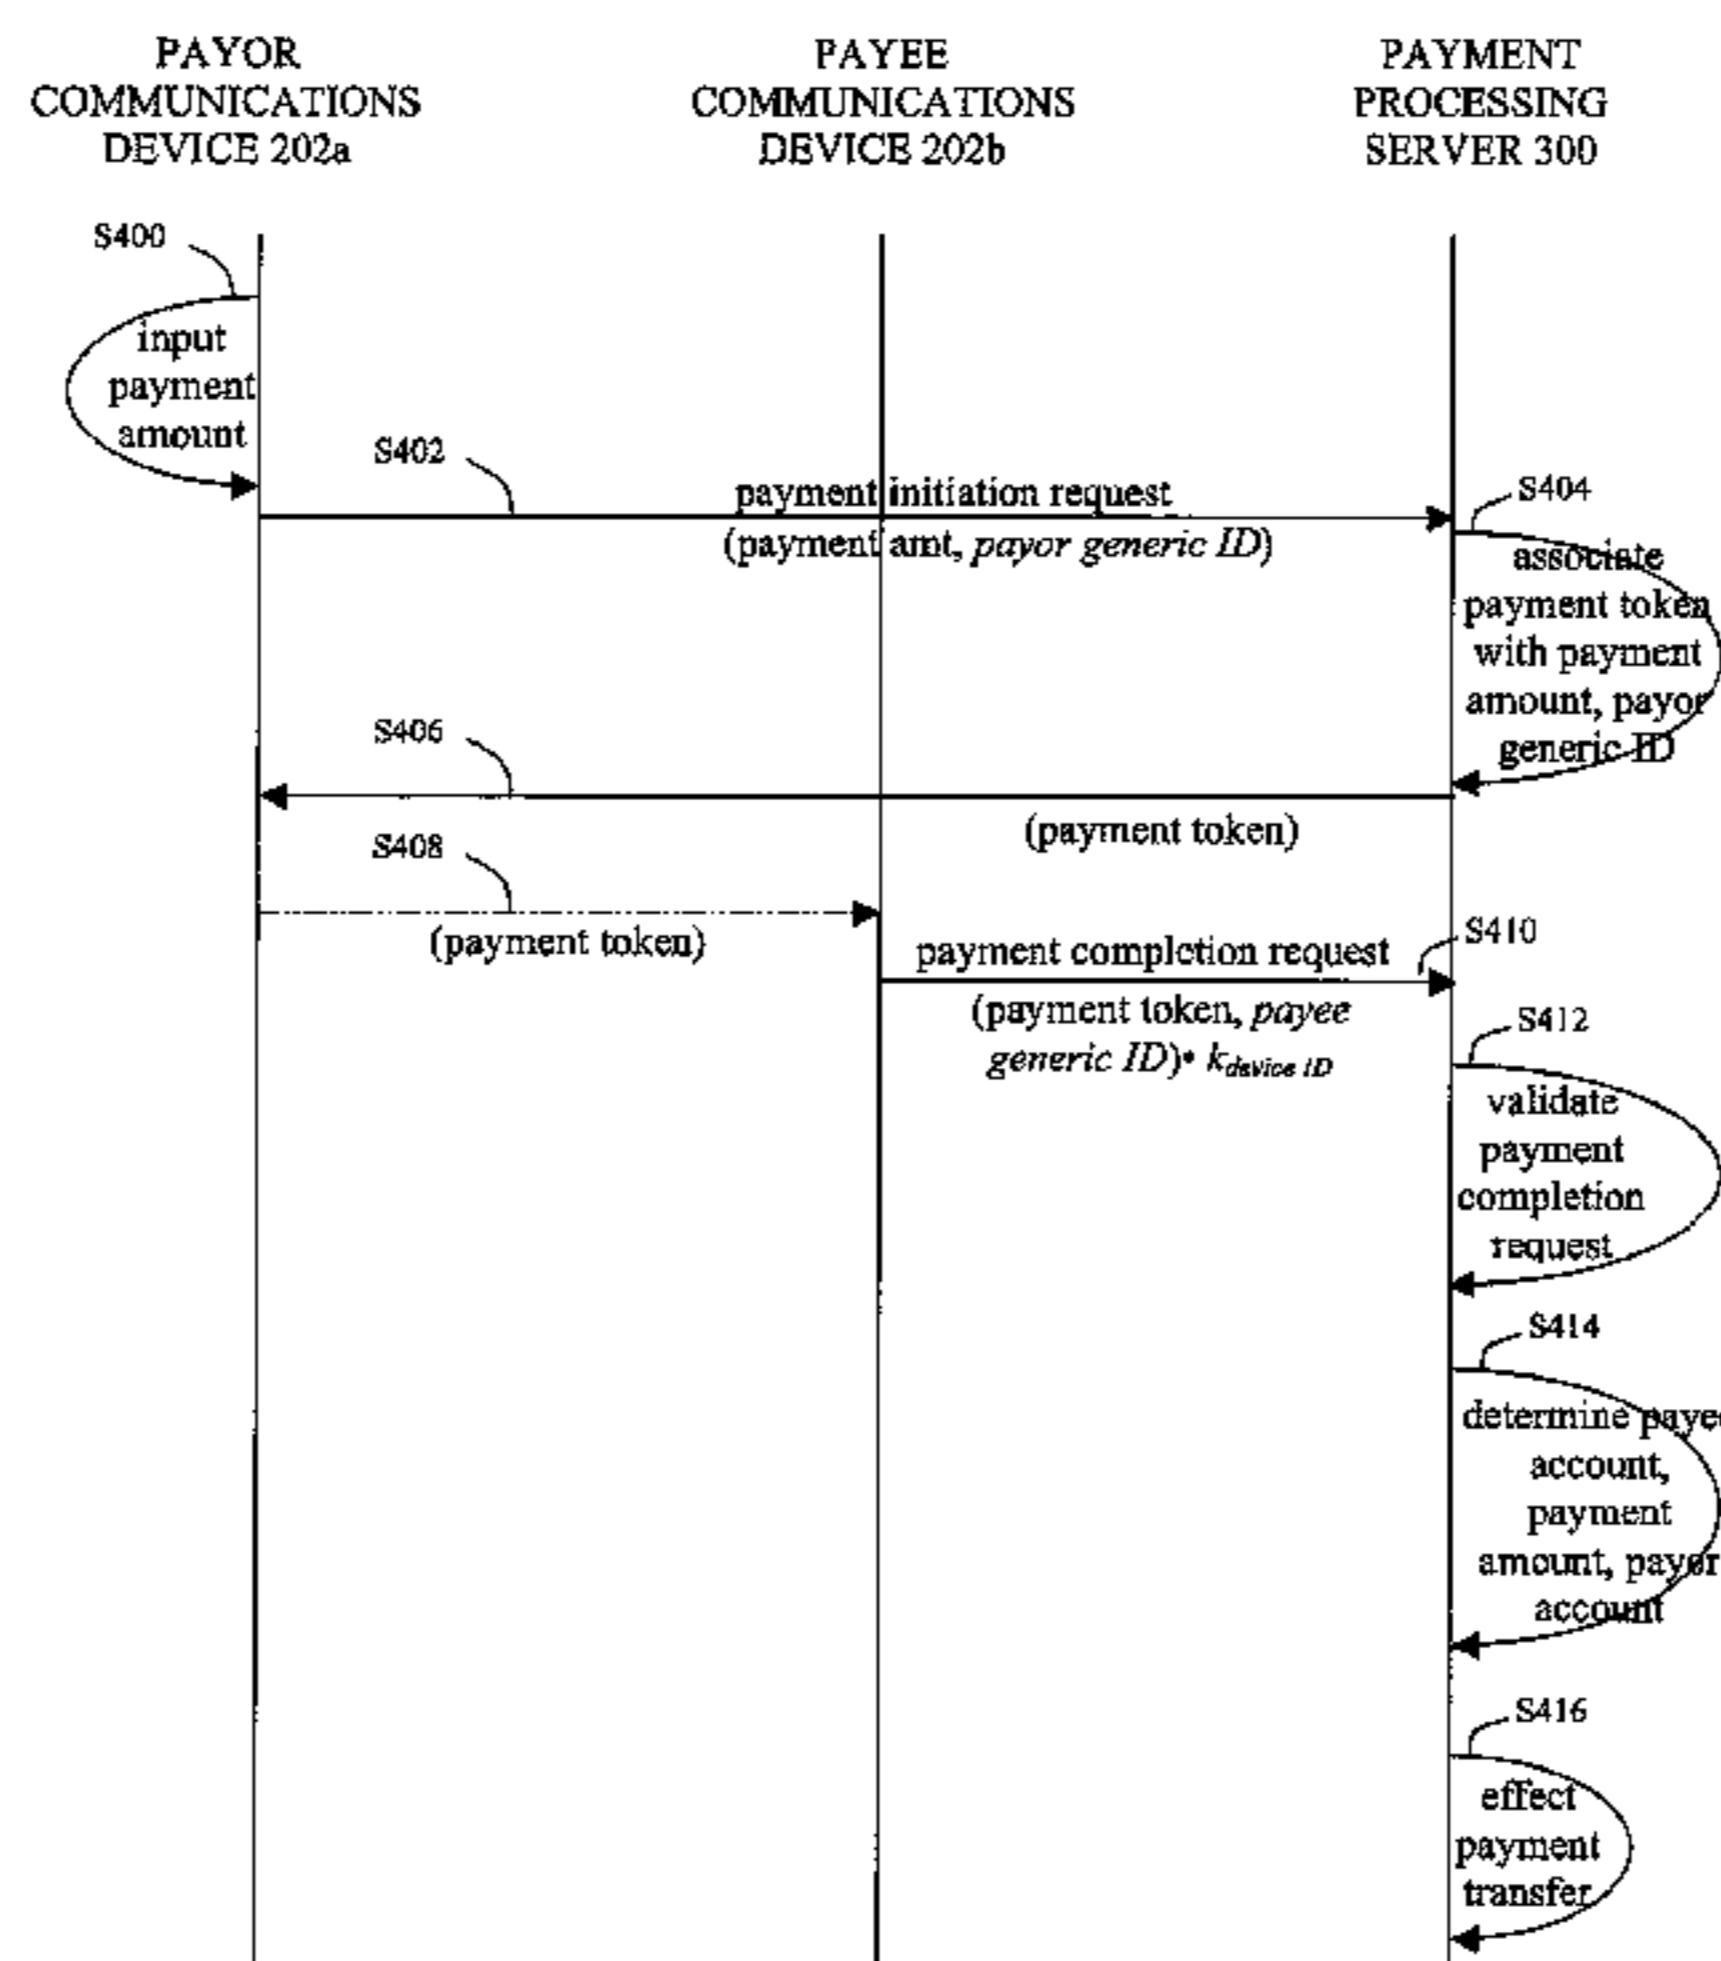 PAYOR
COMMUNICATIONS
DEVICE 202a
PAYEE
COMMUNICATIONS
DEVICE 202b
PAYMENT
PROCESSING
SERVER 300
S400
input
payment
amount
S402
payment initiation request
(payment amt, payor generic ID)
S404
associate
payment token
with payment
amount, payor
generic ID
S406
(payment token)
S408
(payment token)
payment completion request
S410
(payment token, payee
generic ID)• kdevice ID
S412
validate
payment
completion
request
S414
determine payee
account,
payment
amount, payor
account
S416
effect
payment
transfer